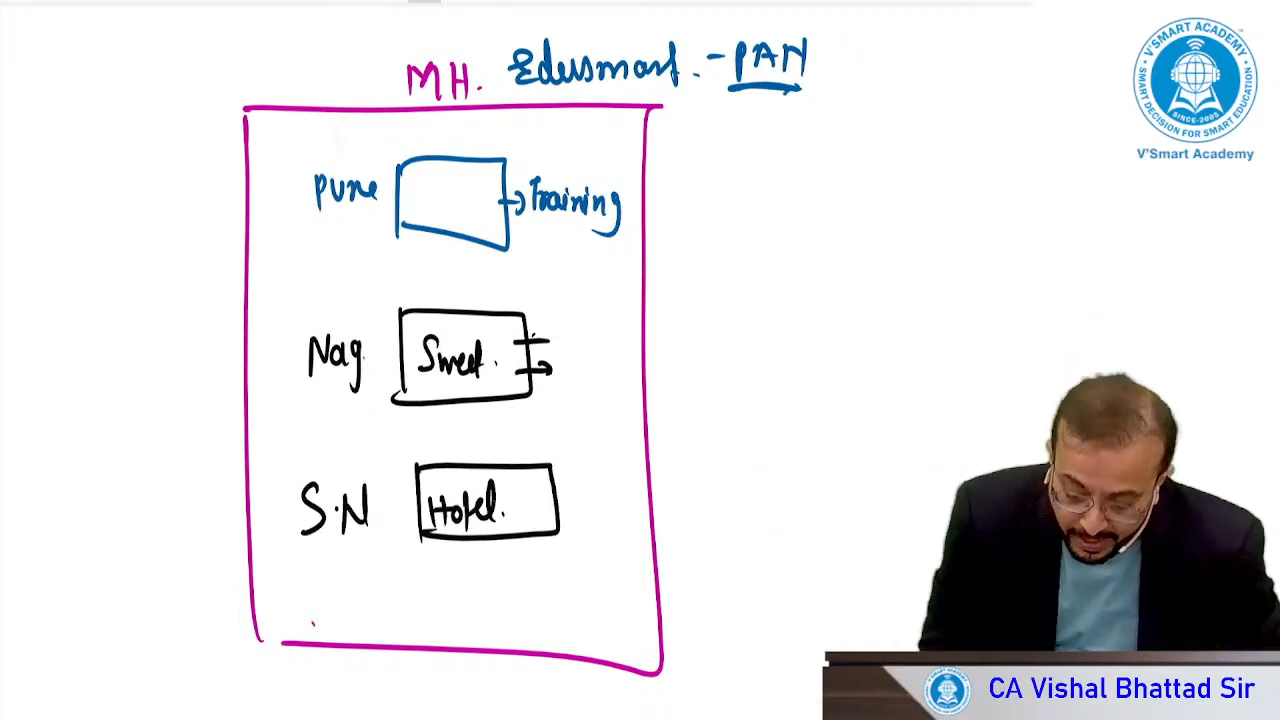 MH. Edusmart. - PAN
Pune → Training
Nag. Sweet.
S.N Hotel.
V'SMART ACADEMY
SMART DECISION FOR SMART EDUCATION
SINCE-2005
V'Smart Academy
CA Vishal Bhattad Sir